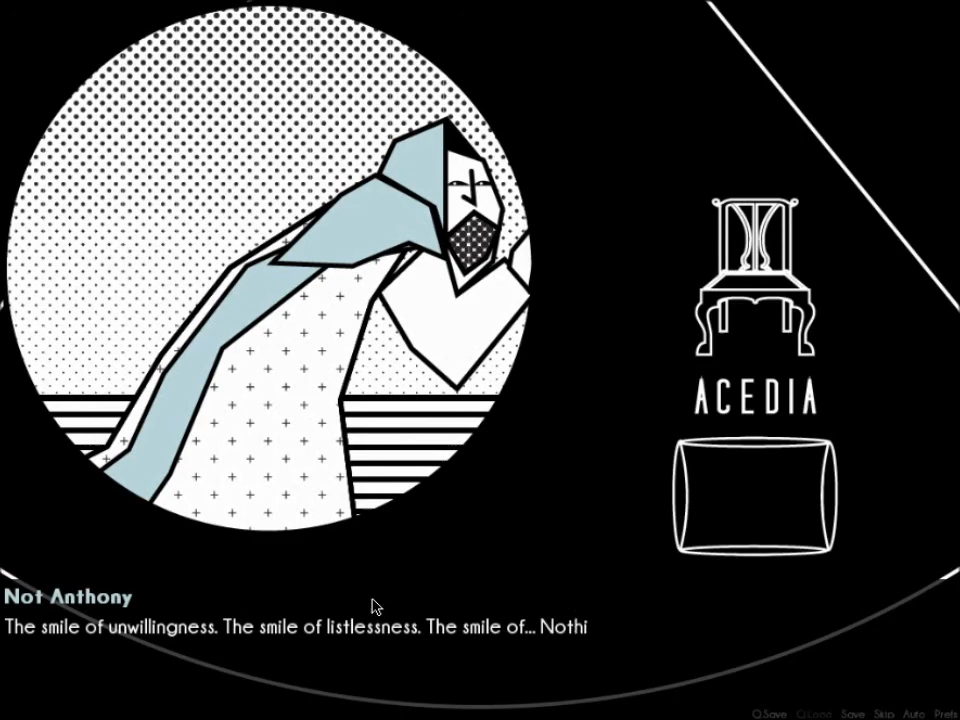 ACEDIA
Not Anthony
The smile of unwillingness. The smile of listlessness. The smile of... Nothi
Q.Save Q.Load Save Skip Auto Prefs